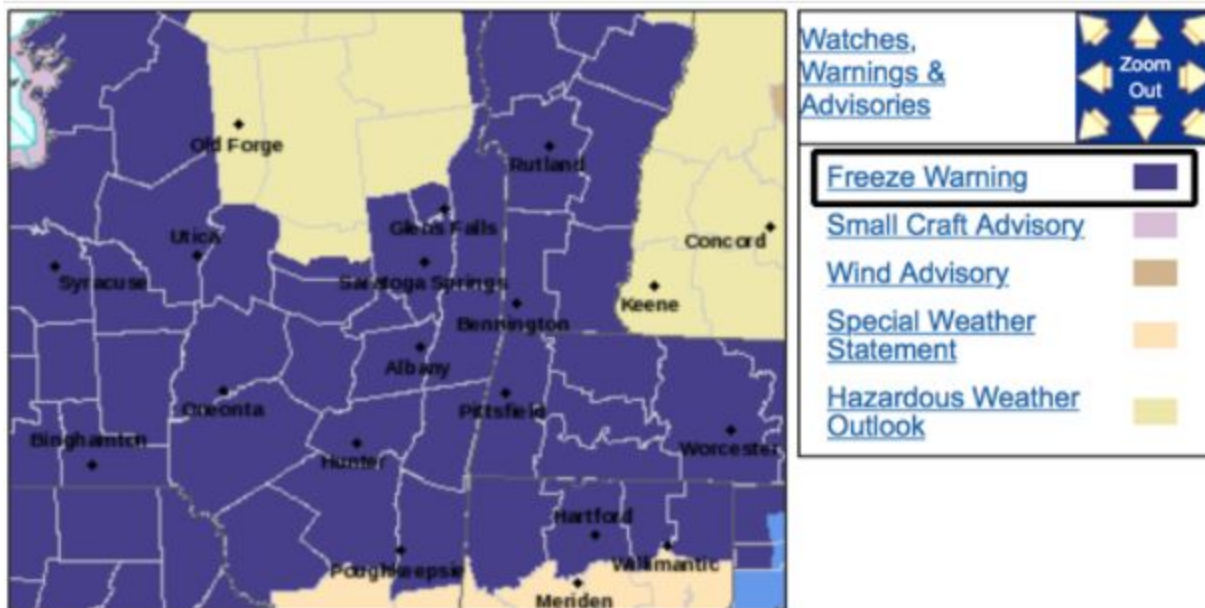 Old Forge
Rutland
Glens Falls
Utica
Concord
Syracuse
Saratoga Springs
Keene
Bennington
Albany
Oneonta
Pittsfield
Binghamton
Hunter
Worcester
Hartford
Poughkeepsie
Willimantic
Meriden
Watches,
Warnings &
Advisories
Zoom
Out
Freeze Warning
Small Craft Advisory
Wind Advisory
Special Weather
Statement
Hazardous Weather
Outlook